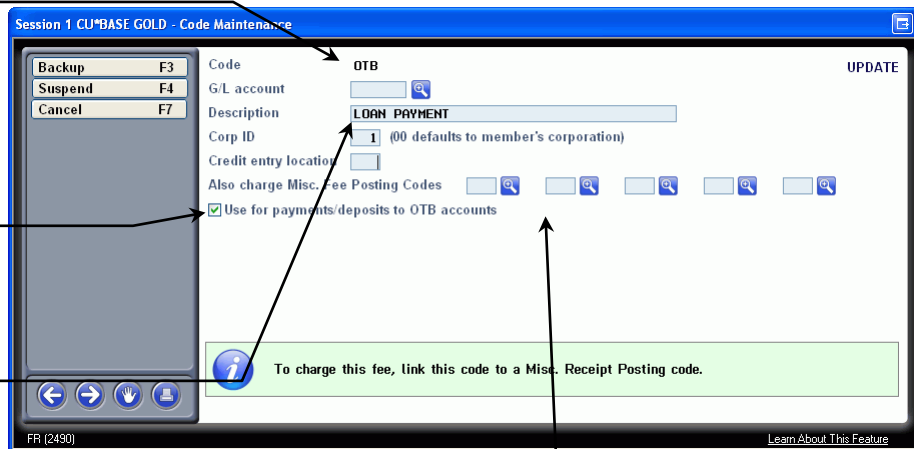 Session 1 CU*BASE GOLD - Code Maintenance
Backup F3
Suspend F4
Cancel F7
Code OTB UPDATE
G/L account
Description LOAN PAYMENT
Corp ID 1 (00 defaults to member's corporation)
Credit entry location
Also charge Misc. Fee Posting Codes
Use for payments/deposits to OTB accounts
To charge this fee, link this code to a Misc. Receipt Posting code.
FR (2490) Learn About This Feature